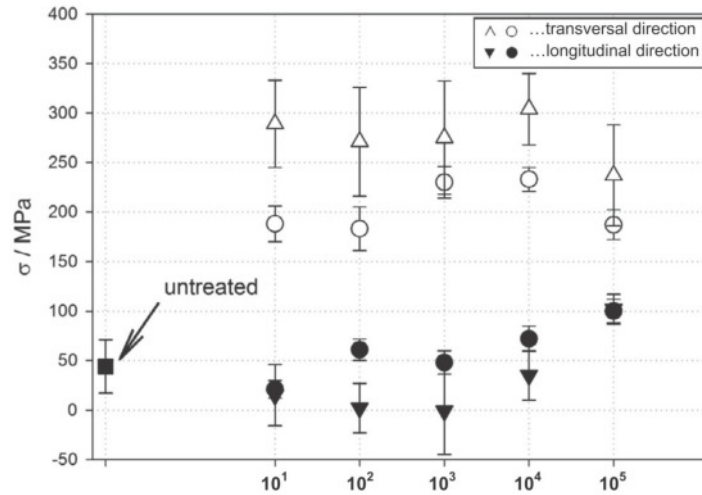 400
350
300
250
200
150
100
50
0
-50
σ / MPa
...transversal direction
...longitudinal direction
untreated
10¹ 10² 10³ 10⁴ 10⁵